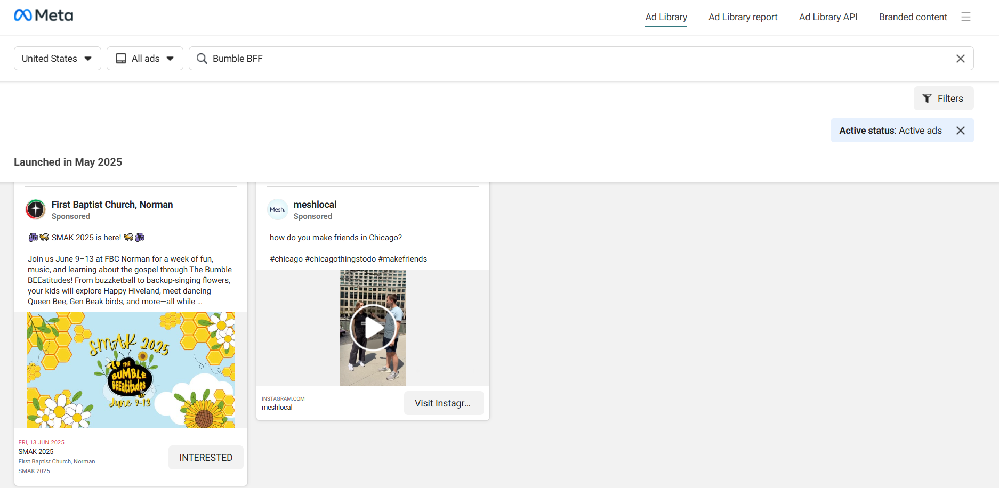 Meta
Ad Library
Ad Library report
Ad Library API
Branded content
United States
All ads
Bumble BFF
Filters
Active status: Active ads
Launched in May 2025
First Baptist Church, Norman
Sponsored
SMAK 2025 is here!
Join us June 9–13 at FBC Norman for a week of fun,
music, and learning about the gospel through The Bumble
BEEatitudes! From buzzketball to backup-singing flowers,
your kids will explore Happy Hiveland, meet dancing
Queen Bee, Gen Beak birds, and more—all while ...
SMAK 2025
THE
BUMBLE
BEEatitudes
June 9-13
FRI, 13 JUN 2025
SMAK 2025
First Baptist Church, Norman
SMAK 2025
INTERESTED
Mesh.
meshlocal
Sponsored
how do you make friends in Chicago?
#chicago #chicagothingstodo #makefriends
INSTAGRAM.COM
meshlocal
Visit Instagr...